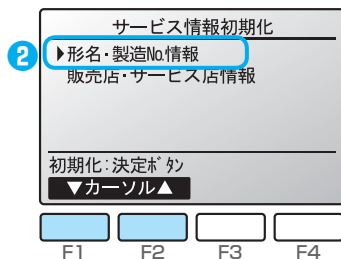 サービス情報初期化
❷ ▶形名・製造No.情報
販売店・サービス店情報
初期化:決定ボタン
▼カーソル▲
F1 F2 F3 F4